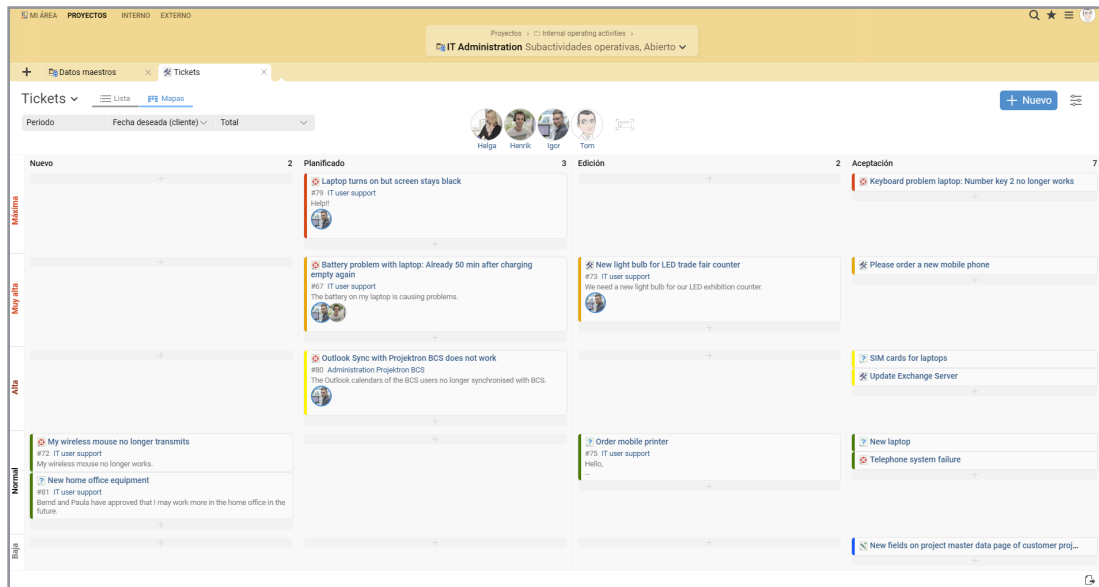 MI ÁREA PROYECTOS INTERNO EXTERNO
Proyectos › Internal operating activities ›
IT Administration Subactividades operativas, Abierto
+ Datos maestros × Tickets ×
Tickets Lista Mapas + Nuevo
Periodo Fecha deseada (cliente) Total
Helga Henrik Igor Tom
Nuevo 2 Planificado 3 Edición 2 Aceptación 7
Máxima
Laptop turns on but screen stays black
#79 IT user support
Help!!
Keyboard problem laptop: Number key 2 no longer works
Muy alta
Battery problem with laptop: Already 50 min after charging
empty again
#67 IT user support
The battery on my laptop is causing problems.
New light bulb for LED trade fair counter
#73 IT user support
We need a new light bulb for our LED exhibition counter.
Please order a new mobile phone
Alta
Outlook Sync with Projektron BCS does not work
#80 Administration Projektron BCS
The Outlook calendars of the BCS users no longer synchronised with BCS.
SIM cards for laptops
Update Exchange Server
Normal
My wireless mouse no longer transmits
#72 IT user support
My wireless mouse no longer works.
New home office equipment
#81 IT user support
Bernd and Paula have approved that I may work more in the home office in the
future.
Order mobile printer
#75 IT user support
Hello,
...
New laptop
Telephone system failure
Baja
New fields on project master data page of customer proj...